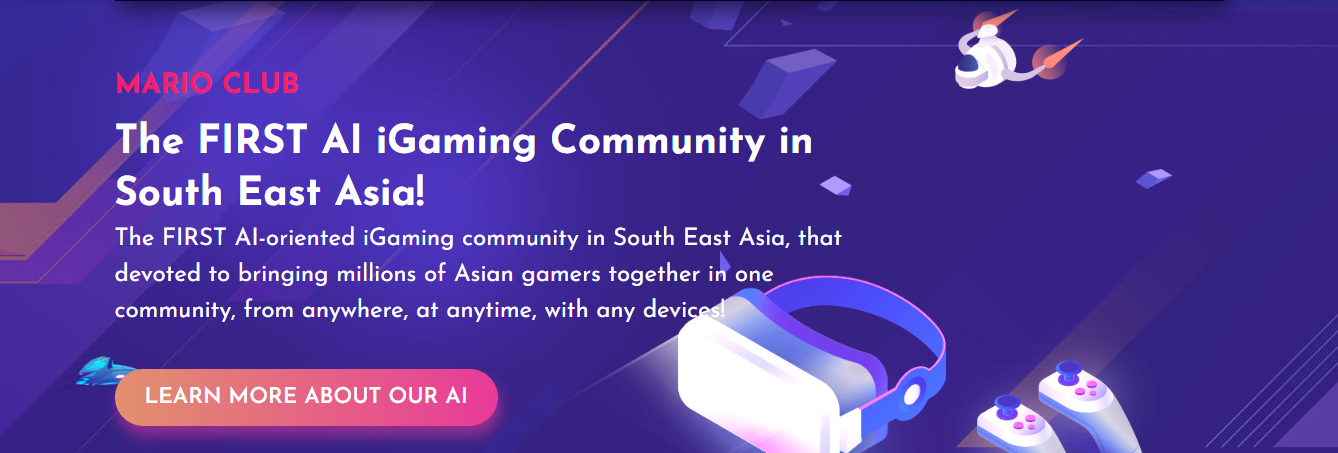 MARIO CLUB
The FIRST AI iGaming Community in
South East Asia!
The FIRST AI-oriented iGaming community in South East Asia, that
devoted to bringing millions of Asian gamers together in one
community, from anywhere, at anytime, with any devices!
LEARN MORE ABOUT OUR AI